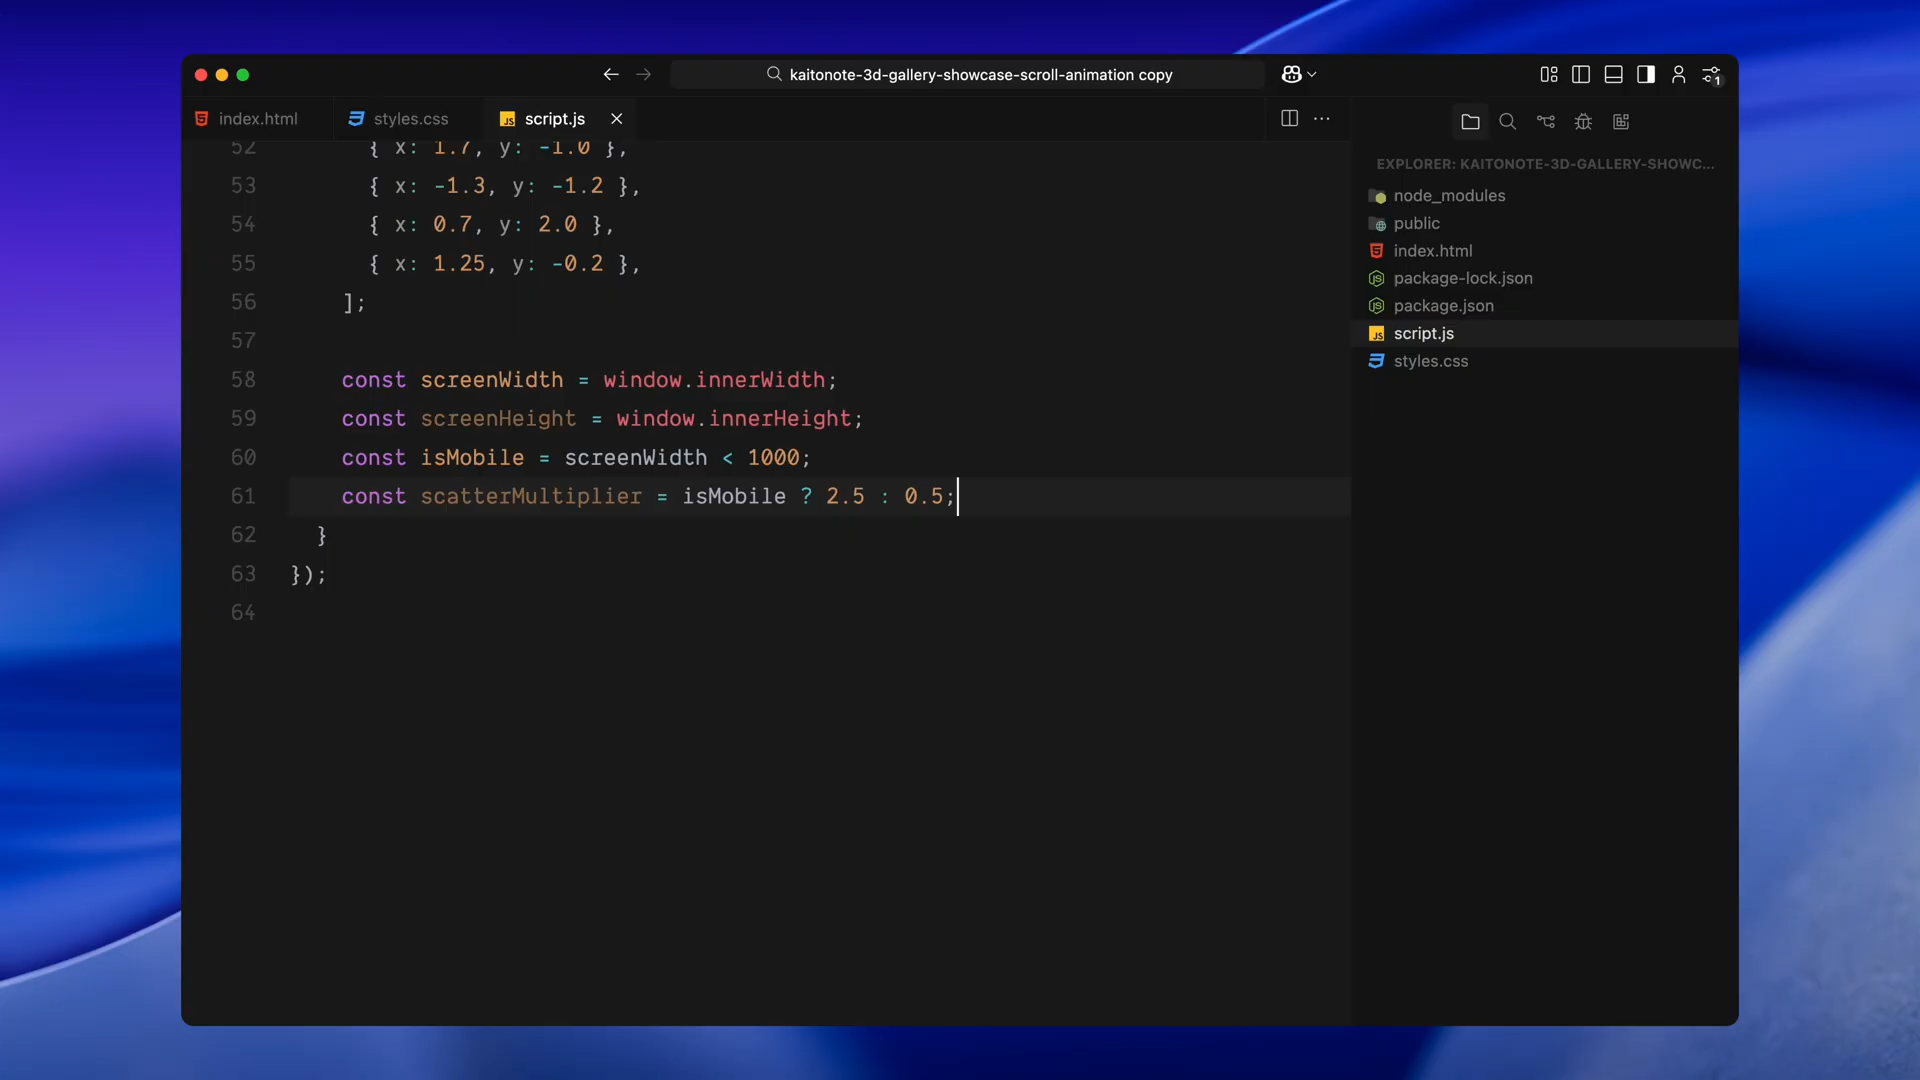 kaitonote-3d-gallery-showcase-scroll-animation copy
1
index.html
styles.css
script.js
52 { x: 1.7, y: -1.0 },
53 { x: -1.3, y: -1.2 },
54 { x: 0.7, y: 2.0 },
55 { x: 1.25, y: -0.2 },
56 ];
57
58 const screenWidth = window.innerWidth;
59 const screenHeight = window.innerHeight;
60 const isMobile = screenWidth < 1000;
61 const scatterMultiplier = isMobile ? 2.5 : 0.5;
62 }
63 });
64
EXPLORER: KAITONOTE-3D-GALLERY-SHOWC...
node_modules
public
index.html
package-lock.json
package.json
script.js
styles.css